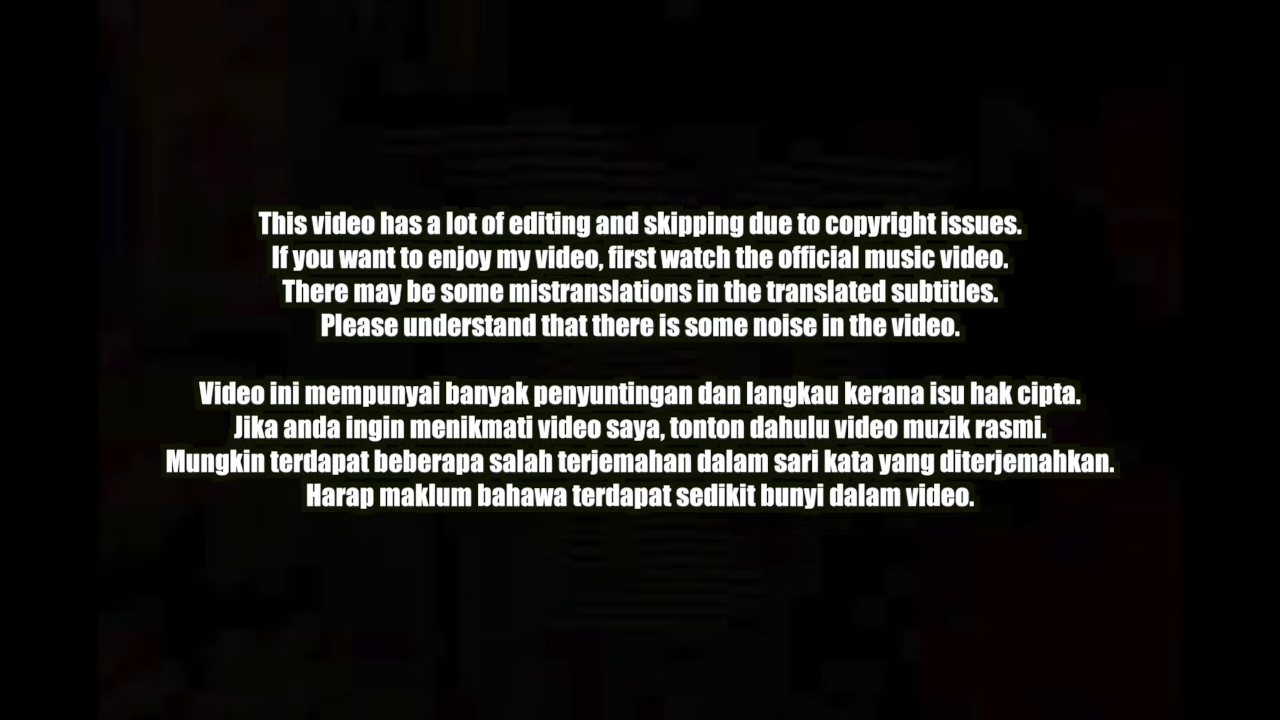 This video has a lot of editing and skipping due to copyright issues.
If you want to enjoy my video, first watch the official music video.
There may be some mistranslations in the translated subtitles.
Please understand that there is some noise in the video.
Video ini mempunyai banyak penyuntingan dan langkau kerana isu hak cipta.
Jika anda ingin menikmati video saya, tonton dahulu video muzik rasmi.
Mungkin terdapat beberapa salah terjemahan dalam sari kata yang diterjemahkan.
Harap maklum bahawa terdapat sedikit bunyi dalam video.